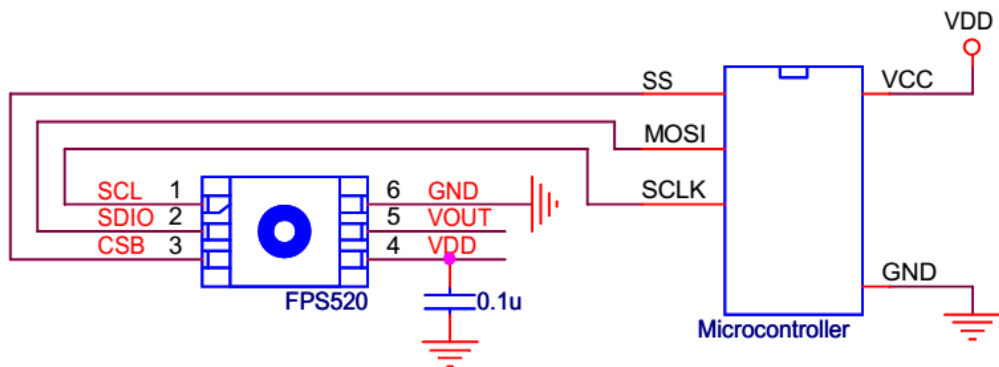 VDD
SS
VCC
MOSI
SCL 1
6 GND
SCLK
SDIO 2
5 VOUT
CSB 3
4 VDD
GND
FPS520
0.1u
Microcontroller